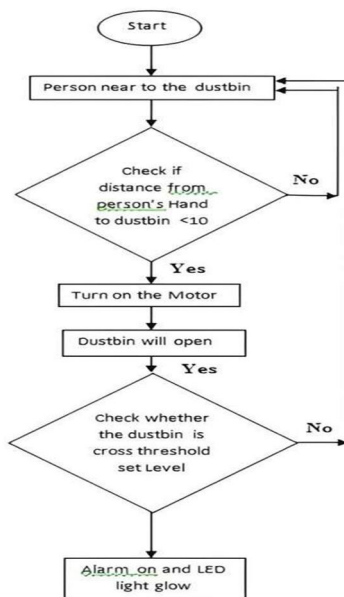 Start
Person near to the dustbin
Check if
distance from
person's Hand
to dustbin <10
No
Yes
Turn on the Motor
Dustbin will open
Yes
Check whether
the dustbin is
cross threshold
set Level
No
Alarm on and LED
light glow